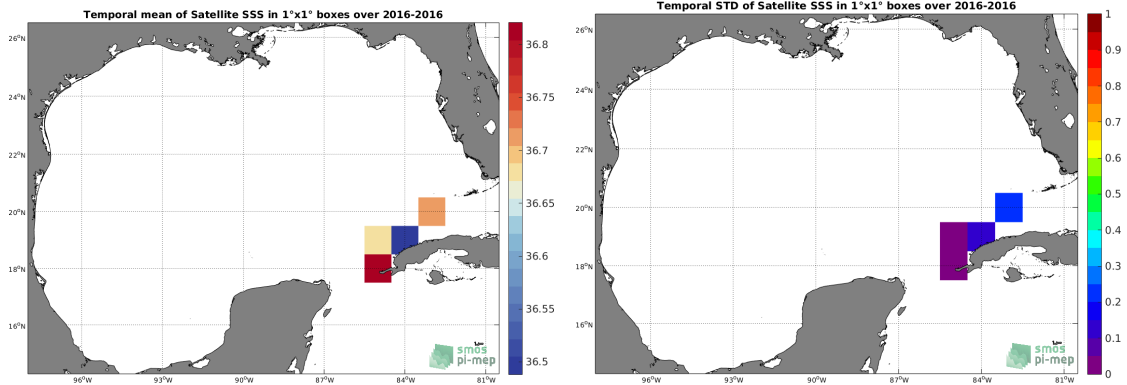 Temporal mean of Satellite SSS in 1°x1° boxes over 2016-2016
26°N
24°N
22°N
20°N
18°N
16°N
96°W
93°W
90°W
87°W
84°W
81°W
36.8
36.75
36.7
36.65
36.6
36.55
36.5
smos
pi-mep
Temporal STD of Satellite SSS in 1°x1° boxes over 2016-2016
26°N
24°N
22°N
20°N
18°N
16°N
96°W
93°W
90°W
87°W
84°W
81°W
1
0.9
0.8
0.7
0.6
0.5
0.4
0.3
0.2
0.1
0
smos
pi-mep